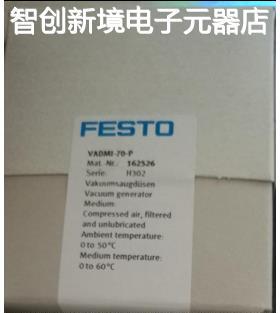 智创新境电子元器店
FESTO
VADMI-70-P
Mat.-Nr.: 162526
Serie: H302
Vakuumsaugdüsen
Vacuum generator
Medium:
Compressed air, filtered
and unlubricated
Ambient temperature:
0 to 50°C
Medium temperature:
0 to 60°C